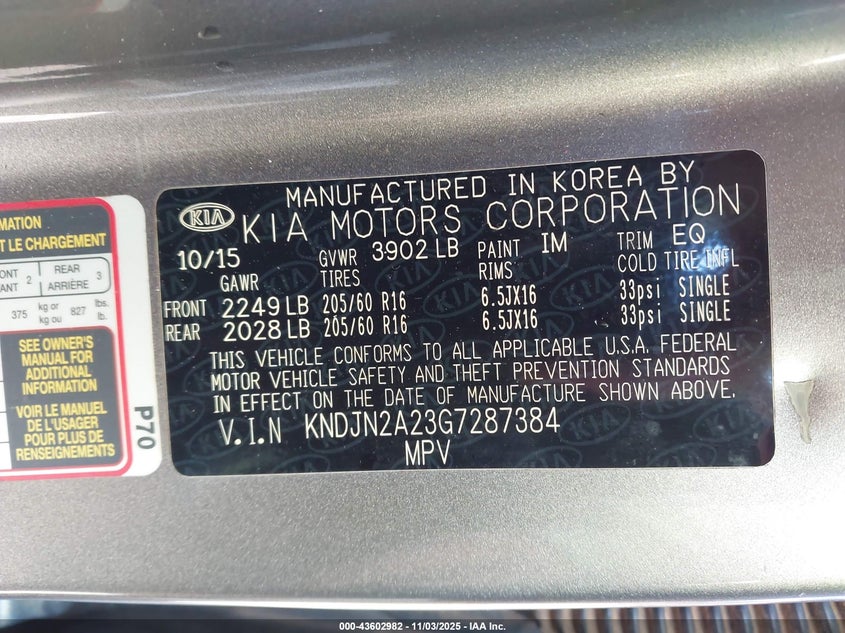 MATION
ET LE CHARGEMENT
ONT 2 REAR 3
ANT ARRIÈRE
375 kg or 827 lbs.
kg ou lb.
SEE OWNER'S
MANUAL FOR
ADDITIONAL
INFORMATION
VOIR LE MANUEL
DE L'USAGER
POUR PLUS DE
RENSEIGNEMENTS
P70
MANUFACTURED IN KOREA BY
KIA KIA MOTORS CORPORATION
10/15 GVWR 3902 LB PAINT IM TRIM EQ
GAWR TIRES RIMS COLD TIRE INFL
FRONT 2249 LB 205/60 R16 6.5JX16 33psi SINGLE
REAR 2028 LB 205/60 R16 6.5JX16 33psi SINGLE
THIS VEHICLE CONFORMS TO ALL APPLICABLE U.S.A. FEDERAL
MOTOR VEHICLE SAFETY AND THEFT PREVENTION STANDARDS
IN EFFECT ON THE DATE OF MANUFACTURE SHOWN ABOVE.
V.I.N KNDJN2A23G7287384
MPV
000-43602982 - 11/03/2025 - IAA Inc.